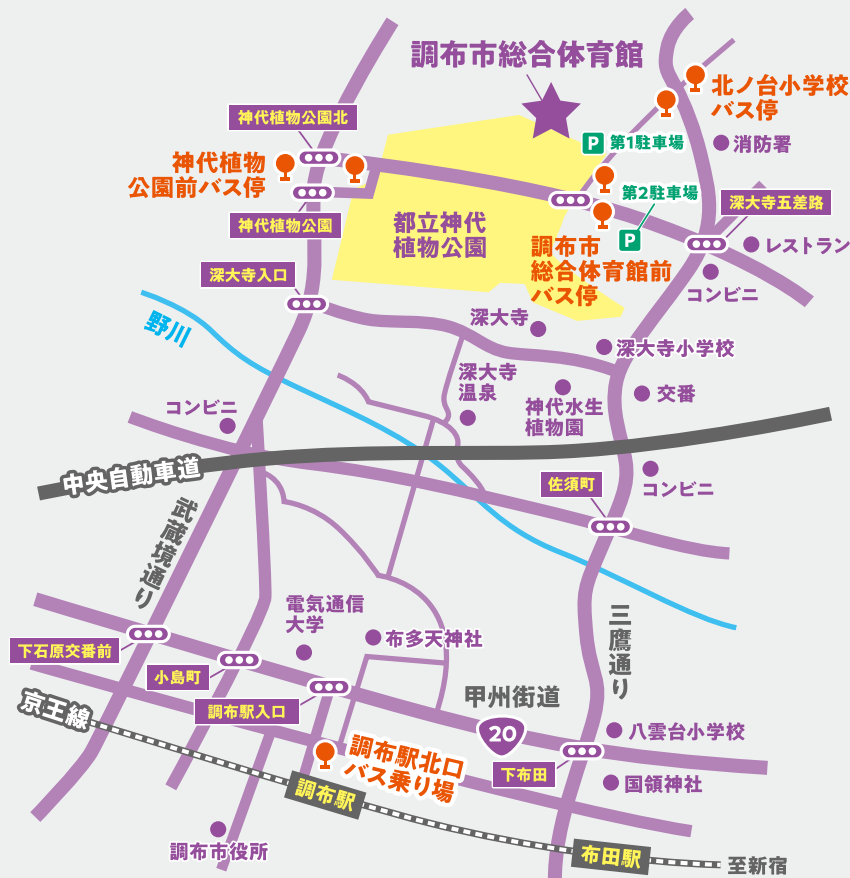 調布市総合体育館
北ノ台小学校
バス停
神代植物公園北
第1駐車場
消防署
神代植物
公園前バス停
第2駐車場
深大寺五差路
神代植物公園
都立神代
植物公園
調布市
総合体育館前
バス停
レストラン
深大寺入口
コンビニ
野川
深大寺
深大寺小学校
深大寺
温泉
神代水生
植物園
交番
コンビニ
中央自動車道
佐須町
コンビニ
武蔵境通り
電気通信
大学
布多天神社
三鷹通り
下石原交番前
小島町
調布駅入口
甲州街道
20
京王線
調布駅北口
バス乗り場
八雲台小学校
下布田
国領神社
調布駅
調布市役所
布田駅
至新宿
P
P